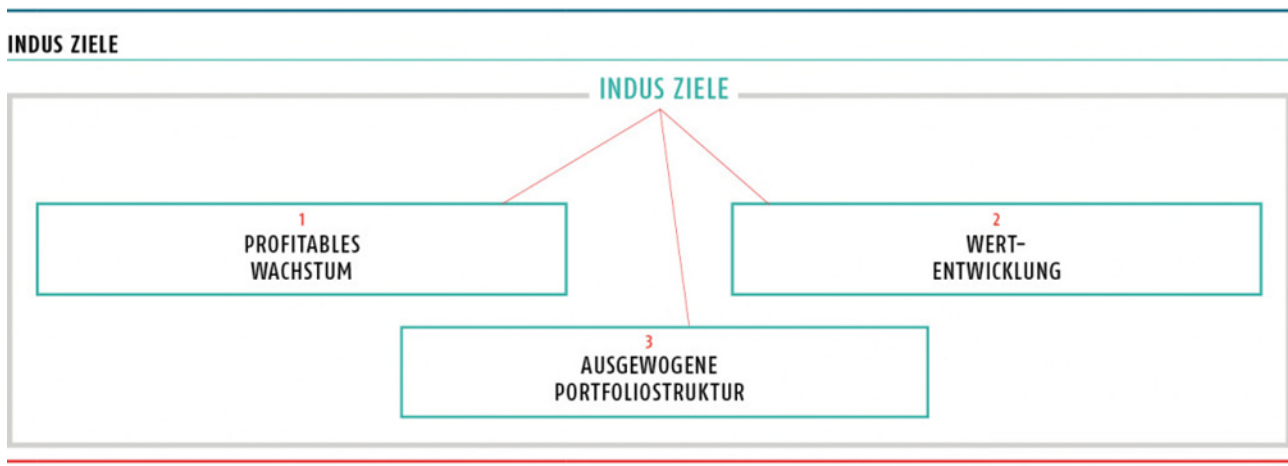 INDUS ZIELE
INDUS ZIELE
1
PROFITABLES
WACHSTUM
2
WERT-
ENTWICKLUNG
3
AUSGEWOGENE
PORTFOLIOSTRUKTUR